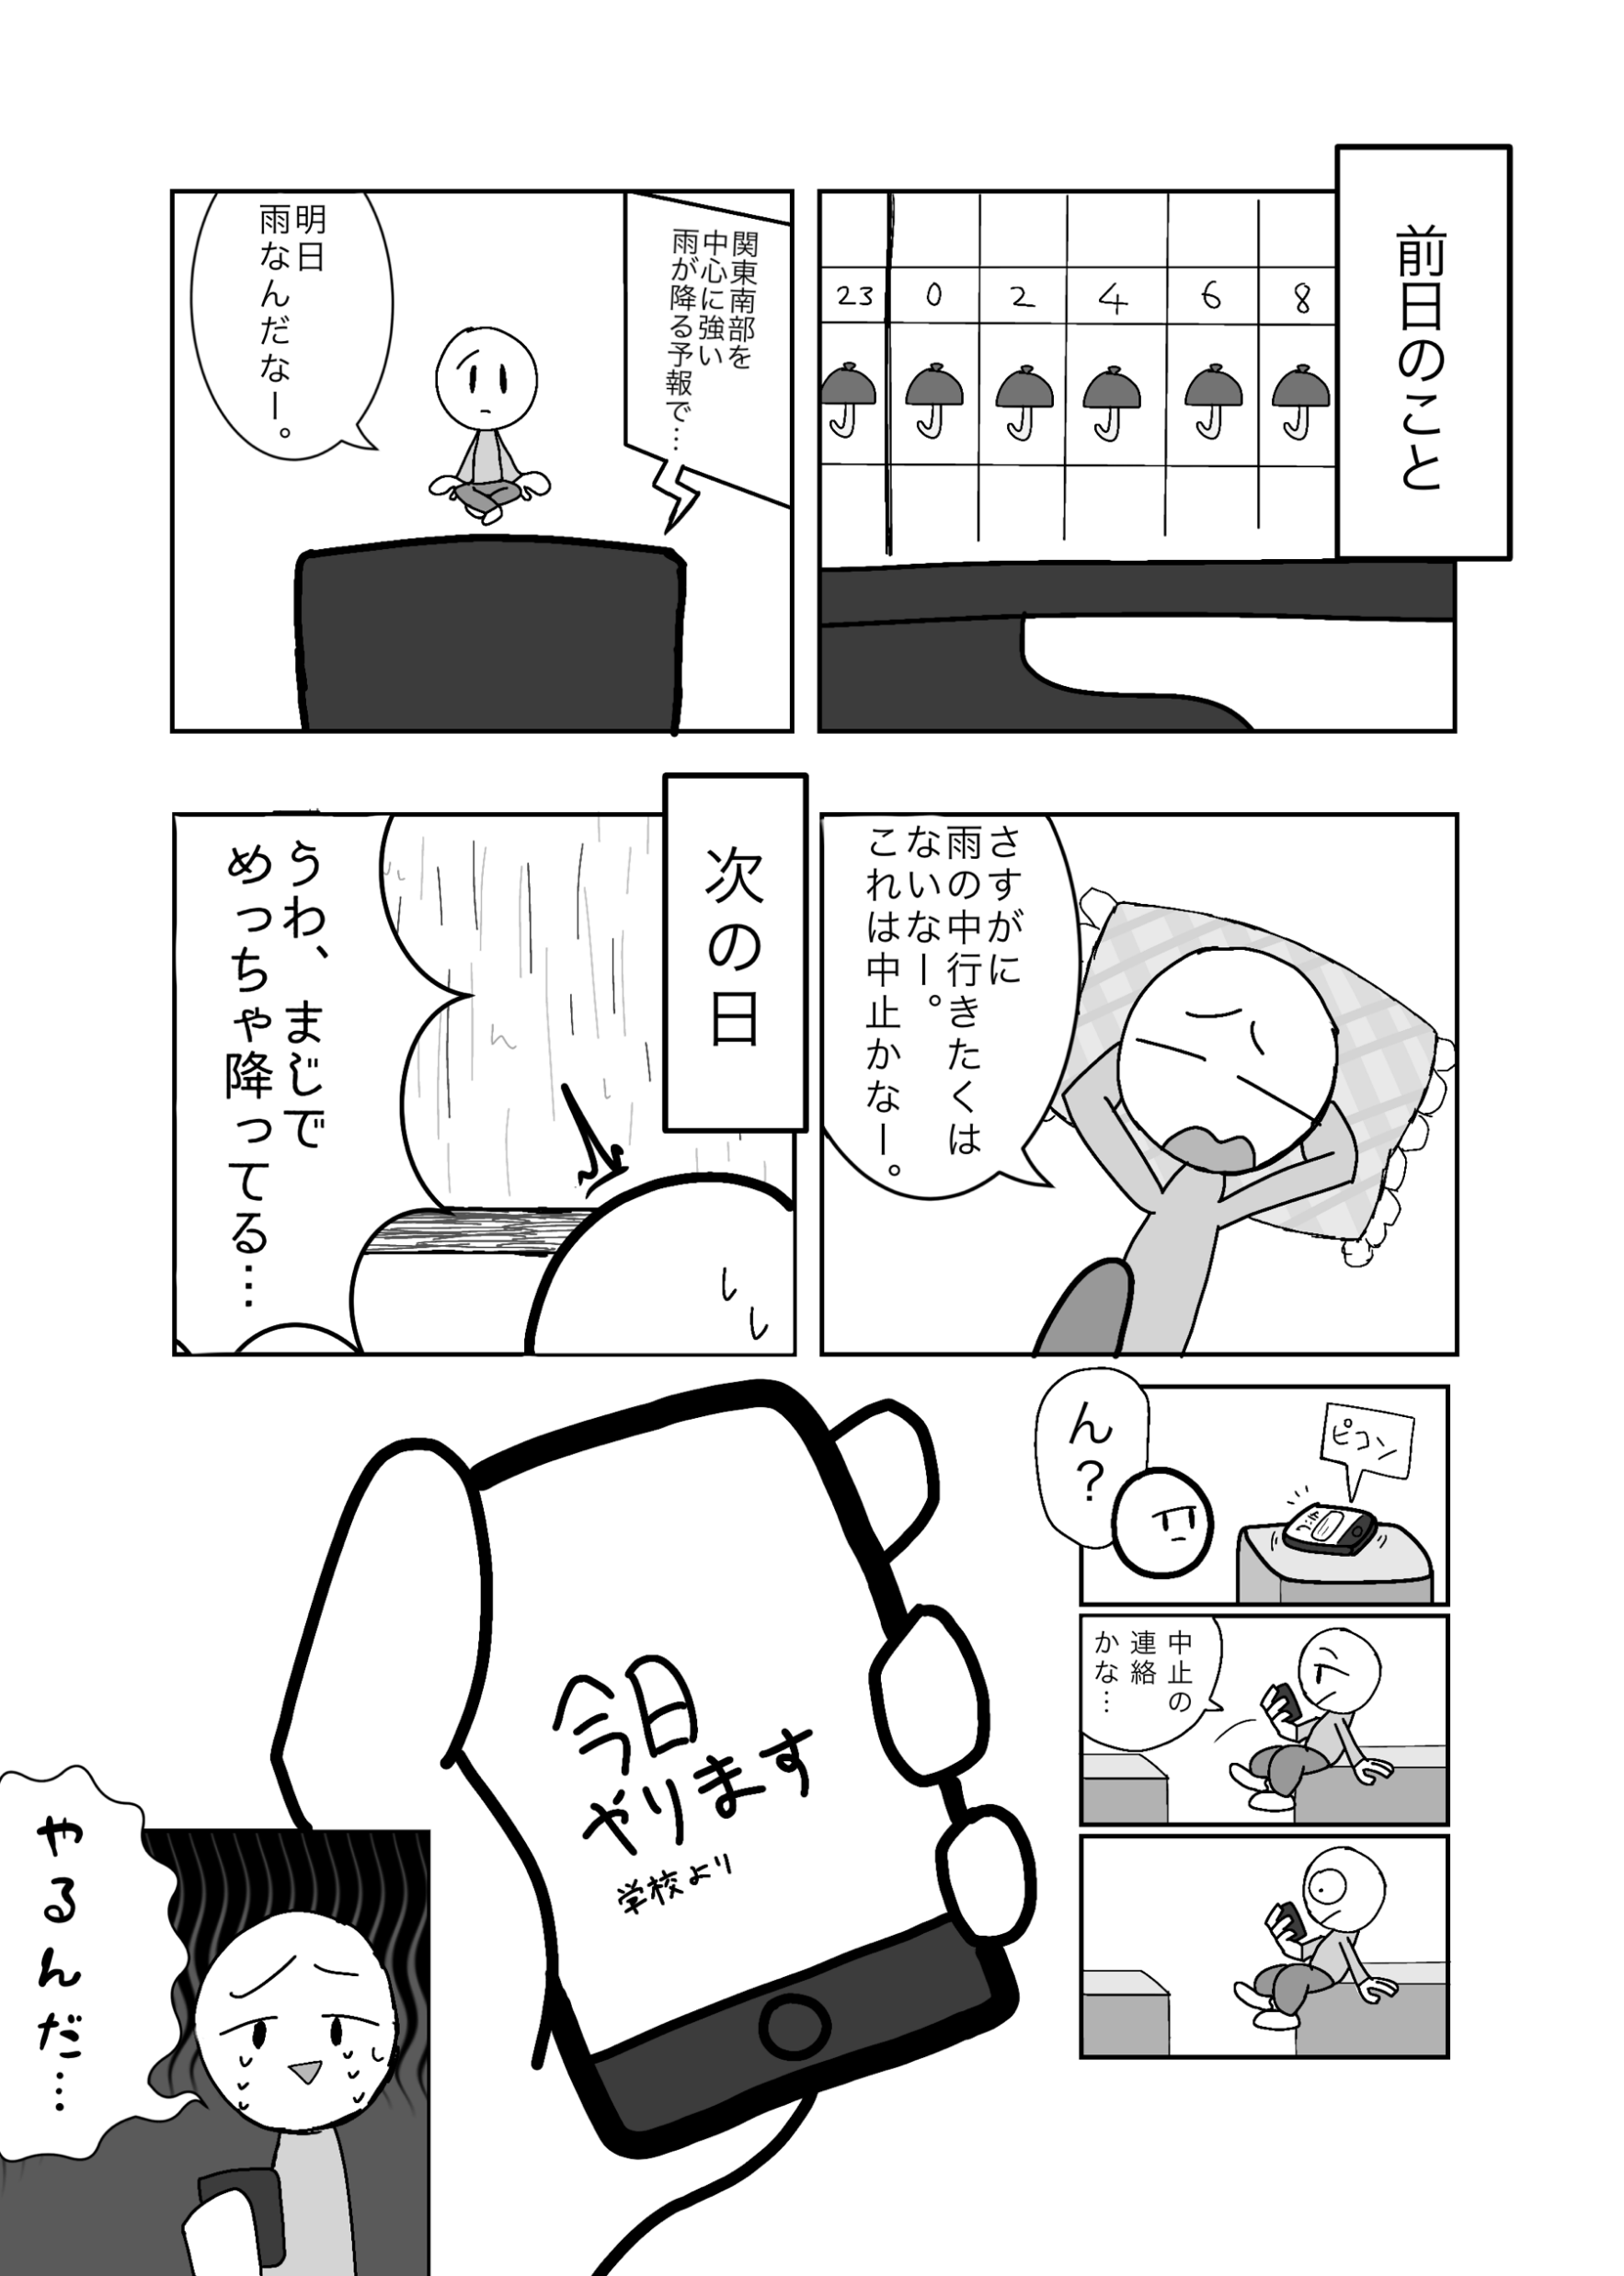 前日のこと
23 0 2 4 6 8
関東南部を
中心に強い
雨が降る予報で…
明日
雨なんだなー。
さすがに
雨の中行きたくは
ないなー。
これは中止かなー。
次の日
うわ、まじで
めっちゃ降ってる…
ピコン
ん?
中止の
連絡
かな…
今日
やります
学校より
やるんだ…